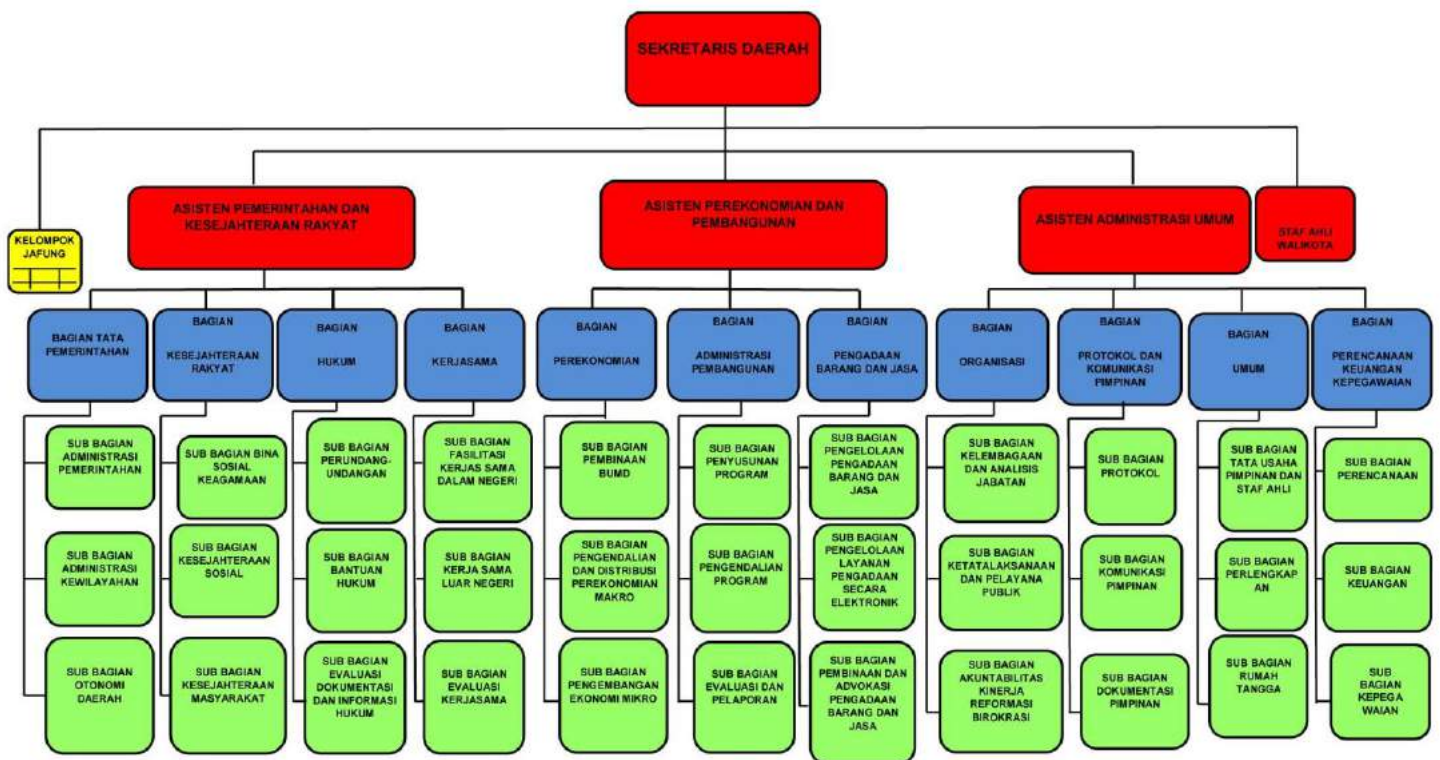 SEKRETARIS DAERAH
ASISTEN PEMERINTAHAN DAN
KESEJAHTERAAN RAKYAT
ASISTEN PEREKONOMIAN DAN
PEMBANGUNAN
ASISTEN ADMINISTRASI UMUM
STAF AHLI
WALIKOTA
KELOMPOK
JAFUNG
BAGIAN TATA
PEMERINTAHAN
BAGIAN
KESEJAHTERAAN
RAKYAT
BAGIAN
HUKUM
BAGIAN
KERJASAMA
BAGIAN
PEREKONOMIAN
BAGIAN
ADMINISTRASI
PEMBANGUNAN
BAGIAN
PENGADAAN
BARANG DAN JASA
BAGIAN
ORGANISASI
BAGIAN
PROTOKOL DAN
KOMUNIKASI
PIMPINAN
BAGIAN
UMUM
BAGIAN
PERENCANAAN
KEUANGAN
KEPEGAWAIAN
SUB BAGIAN
ADMINISTRASI
PEMERINTAHAN
SUB BAGIAN BINA
SOSIAL
KEAGAMAAN
SUB BAGIAN
PERUNDANG-
UNDANGAN
SUB BAGIAN
FASILITASI
KERJAS SAMA
DALAM NEGERI
SUB BAGIAN
PEMBINAAN
BUMD
SUB BAGIAN
PENYUSUNAN
PROGRAM
SUB BAGIAN
PENGELOLAAN
PENGADAAN
BARANG DAN
JASA
SUB BAGIAN
KELEMBAGAAN
DAN ANALISIS
JABATAN
SUB BAGIAN
PROTOKOL
SUB BAGIAN
TATA USAHA
PIMPINAN DAN
STAF AHLI
SUB BAGIAN
PERENCANAAN
SUB BAGIAN
ADMINISTRASI
KEWILAYAHAN
SUB BAGIAN
KESEJAHTERAAN
SOSIAL
SUB BAGIAN
BANTUAN
HUKUM
SUB BAGIAN
KERJA SAMA
LUAR NEGERI
SUB BAGIAN
PENGENDALIAN
DAN DISTRIBUSI
PEREKONOMIAN
MAKRO
SUB BAGIAN
PENGENDALIAN
PROGRAM
SUB BAGIAN
PENGELOLAAN
LAYANAN
PENGADAAN
SECARA
ELEKTRONIK
SUB BAGIAN
KETATALAKSANAAN
DAN PELAYANA
PUBLIK
SUB BAGIAN
KOMUNIKASI
PIMPINAN
SUB BAGIAN
PERLENGKAP
AN
SUB BAGIAN
KEUANGAN
SUB BAGIAN
OTONOMI
DAERAH
SUB BAGIAN
KESEJAHTERAAN
MASYARAKAT
SUB BAGIAN
EVALUASI
DOKUMENTASI
DAN INFORMASI
HUKUM
SUB BAGIAN
EVALUASI
KERJASAMA
SUB BAGIAN
PENGEMBANGAN
EKONOMI MIKRO
SUB BAGIAN
EVALUASI DAN
PELAPORAN
SUB BAGIAN
PEMBINAAN DAN
ADVOKASI
PENGADAAN
BARANG DAN
JASA
SUB BAGIAN
AKUNTABILITAS
KINERJA
REFORMASI
BIROKRASI
SUB BAGIAN
DOKUMENTASI
PIMPINAN
SUB BAGIAN
RUMAH
TANGGA
SUB
BAGIAN
KEPEGA
WAIAN